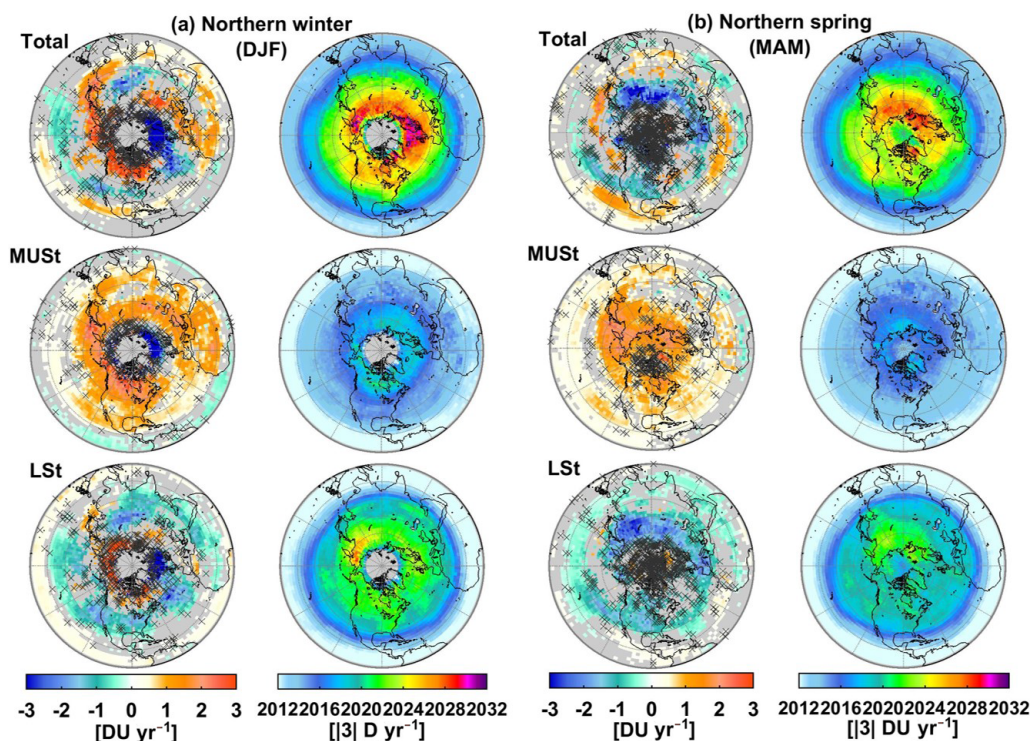 (a) Northern winter
(DJF)
(b) Northern spring
(MAM)
Total
Total
MUSt
MUSt
LSt
LSt
-3 -2 -1 0 1 2 3
[DU yr⁻¹]
2012 2016 20 2024 2028 2032
[|3| D yr⁻¹]
-3 -2 -1 0 1 2 3
[DU yr⁻¹]
2012 2016 2020 2024 2028 2032
[|3| DU yr⁻¹]